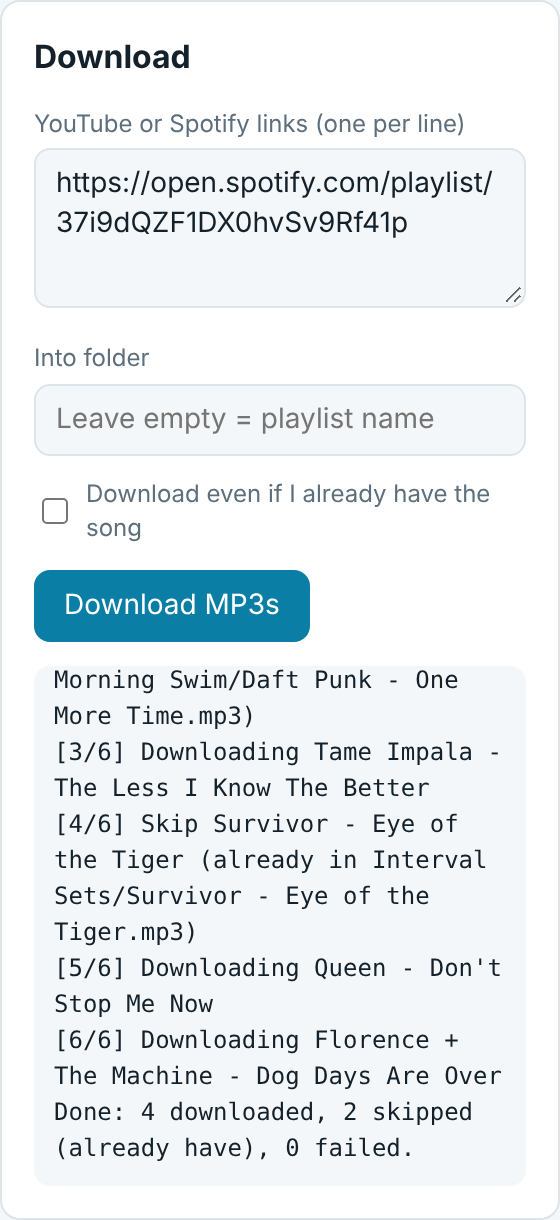 Download
YouTube or Spotify links (one per line)
https://open.spotify.com/playlist/
37i9dQZF1DX0hvSv9Rf41p
Into folder
Leave empty = playlist name
Download even if I already have the
song
Download MP3s
Morning Swim/Daft Punk - One
More Time.mp3)
[3/6] Downloading Tame Impala -
The Less I Know The Better
[4/6] Skip Survivor - Eye of
the Tiger (already in Interval
Sets/Survivor - Eye of the
Tiger.mp3)
[5/6] Downloading Queen - Don't
Stop Me Now
[6/6] Downloading Florence +
The Machine - Dog Days Are Over
Done: 4 downloaded, 2 skipped
(already have), 0 failed.